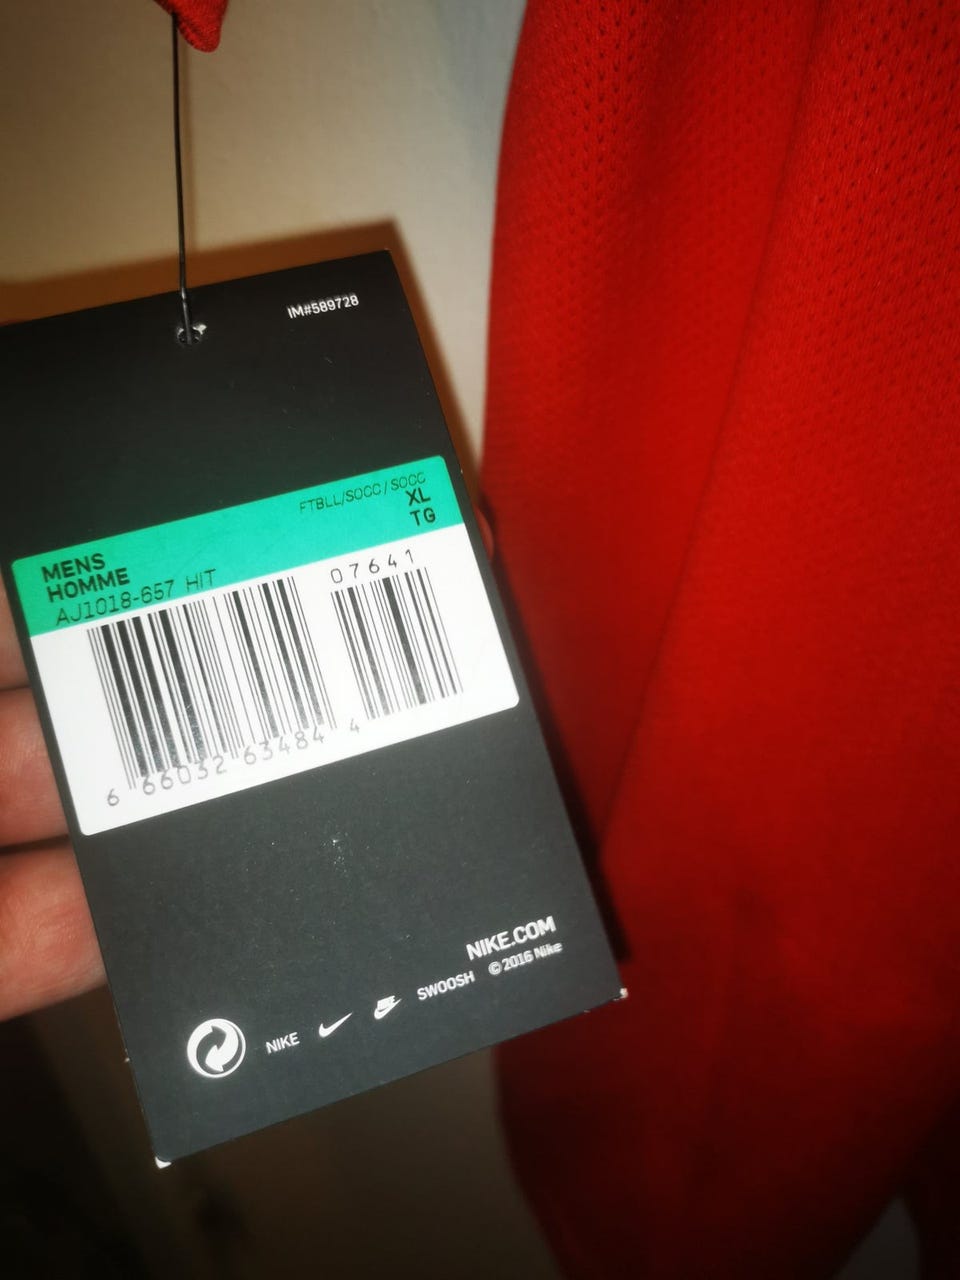 IM#589728
FTBLL/SOCC/SOCC
XL
TG
MENS
HOMME
AJ1018-657 HIT
07641
6 66032 63484 4
NIKE.COM
NIKE SWOOSH © 2016 Nike